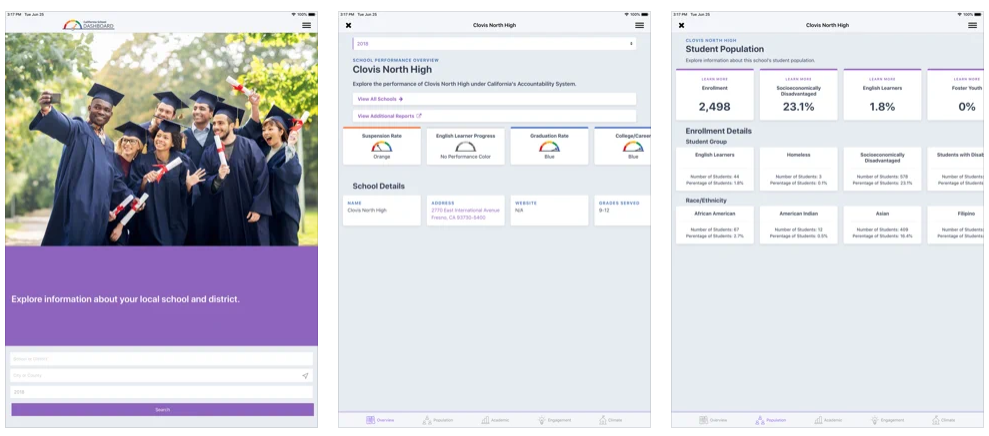 3:17 PM Tue Jun 25
100%
California School
DASHBOARD
Explore information about your local school and district.
School or District
City or County
2018
Search
3:17 PM Tue Jun 25
100%
Clovis North High
2018
SCHOOL PERFORMANCE OVERVIEW
Clovis North High
Explore the performance of Clovis North High under California's Accountability System.
View All Schools
View Additional Reports
Suspension Rate
Orange
English Learner Progress
No Performance Color
Graduation Rate
Blue
College/Career
Blue
School Details
NAME
Clovis North High
ADDRESS
2770 East International Avenue
Fresno, CA 93730-5400
WEBSITE
N/A
GRADES SERVED
9-12
Overview
Population
Academic
Engagement
Climate
3:17 PM Tue Jun 25
100%
Clovis North High
CLOVIS NORTH HIGH
Student Population
Explore information about this school's student population.
LEARN MORE
Enrollment
2,498
LEARN MORE
Socioeconomically
Disadvantaged
23.1%
LEARN MORE
English Learners
1.8%
LEARN MORE
Foster Youth
0%
Enrollment Details
Student Group
English Learners
Number of Students: 44
Percentage of Students: 1.8%
Homeless
Number of Students: 3
Percentage of Students: 0.1%
Socioeconomically
Disadvantaged
Number of Students: 578
Percentage of Students: 23.1%
Students with Disab
Number of Students
Percentage of Students
Race/Ethnicity
African American
Number of Students: 67
Percentage of Students: 2.7%
American Indian
Number of Students: 13
Percentage of Students: 0.5%
Asian
Number of Students: 409
Percentage of Students: 16.4%
Filipino
Number of Students
Percentage of Students
Overview
Population
Academic
Engagement
Climate